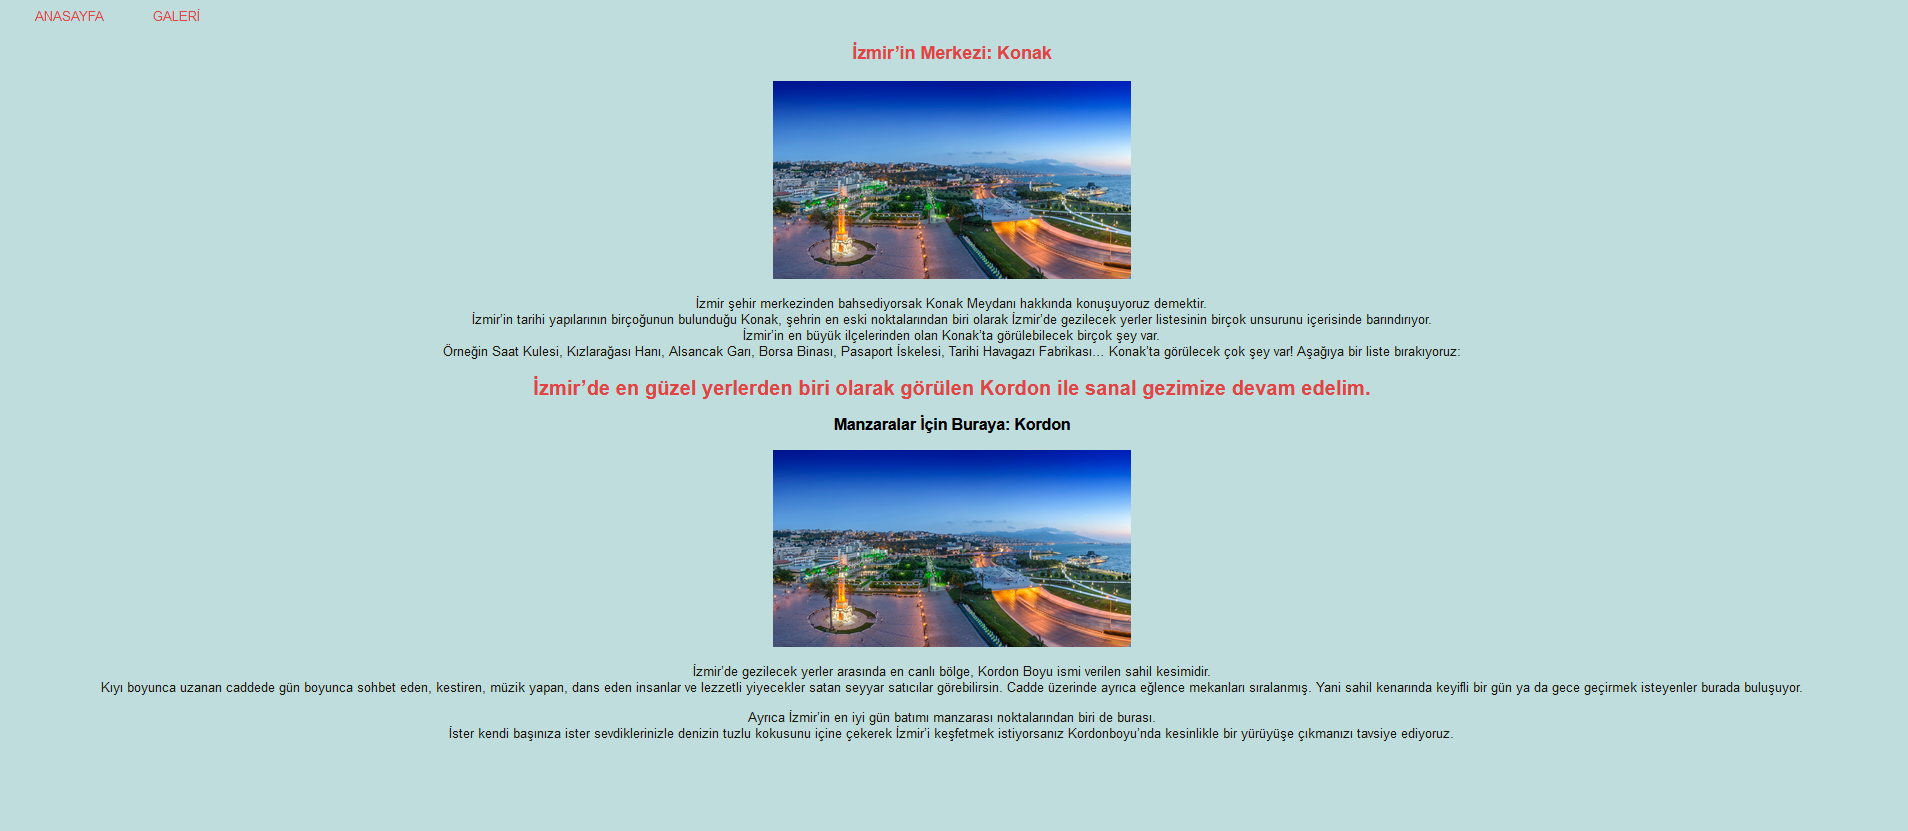 ANASAYFA GALERİ
İzmir’in Merkezi: Konak
İzmir şehir merkezinden bahsediyorsak Konak Meydanı hakkında konuşuyoruz demektir.
İzmir’in tarihi yapılarının birçoğunun bulunduğu Konak, şehrin en eski noktalarından biri olarak İzmir’de gezilecek yerler listesinin birçok unsurunu içerisinde barındırıyor.
İzmir’in en büyük ilçelerinden olan Konak’ta görülebilecek birçok şey var.
Örneğin Saat Kulesi, Kızlarağası Hanı, Alsancak Garı, Borsa Binası, Pasaport İskelesi, Tarihi Havagazı Fabrikası… Konak’ta görülecek çok şey var! Aşağıya bir liste bırakıyoruz:
İzmir’de en güzel yerlerden biri olarak görülen Kordon ile sanal gezimize devam edelim.
Manzaralar İçin Buraya: Kordon
İzmir’de gezilecek yerler arasında en canlı bölge, Kordon Boyu ismi verilen sahil kesimidir.
Kıyı boyunca uzanan caddede gün boyunca sohbet eden, kestiren, müzik yapan, dans eden insanlar ve lezzetli yiyecekler satan seyyar satıcılar görebilirsin. Cadde üzerinde ayrıca eğlence mekanları sıralanmış. Yani sahil kenarında keyifli bir gün ya da gece geçirmek isteyenler burada buluşuyor.
Ayrıca İzmir’in en iyi gün batımı manzarası noktalarından biri de burası.
İster kendi başınıza ister sevdiklerinizle denizin tuzlu kokusunu içine çekerek İzmir’i keşfetmek istiyorsanız Kordonboyu’nda kesinlikle bir yürüyüşe çıkmanızı tavsiye ediyoruz.